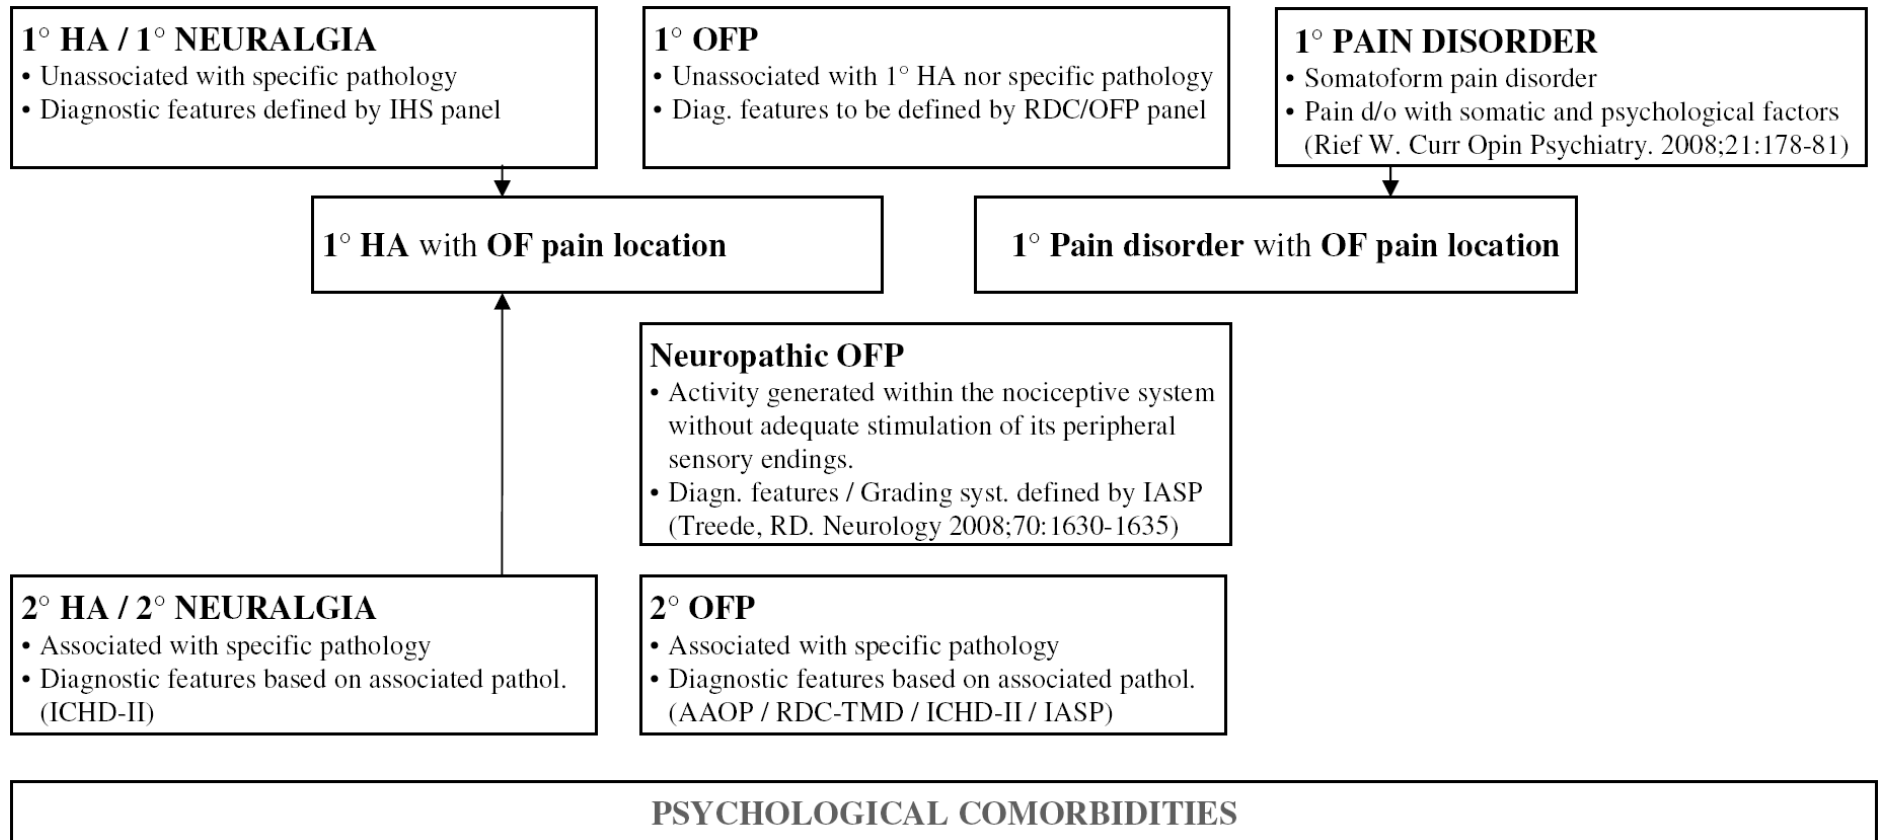 1° HA / 1° NEURALGIA
• Unassociated with specific pathology
• Diagnostic features defined by IHS panel
1° OFP
• Unassociated with 1° HA nor specific pathology
• Diag. features to be defined by RDC/OFP panel
1° PAIN DISORDER
• Somatoform pain disorder
• Pain d/o with somatic and psychological factors
(Rief W. Curr Opin Psychiatry. 2008;21:178-81)
1° HA with OF pain location
1° Pain disorder with OF pain location
Neuropathic OFP
• Activity generated within the nociceptive system
without adequate stimulation of its peripheral
sensory endings.
• Diagn. features / Grading syst. defined by IASP
(Treede, RD. Neurology 2008;70:1630-1635)
2° HA / 2° NEURALGIA
• Associated with specific pathology
• Diagnostic features based on associated pathol.
(ICHD-II)
2° OFP
• Associated with specific pathology
• Diagnostic features based on associated pathol.
(AAOP / RDC-TMD / ICHD-II / IASP)
PSYCHOLOGICAL COMORBIDITIES